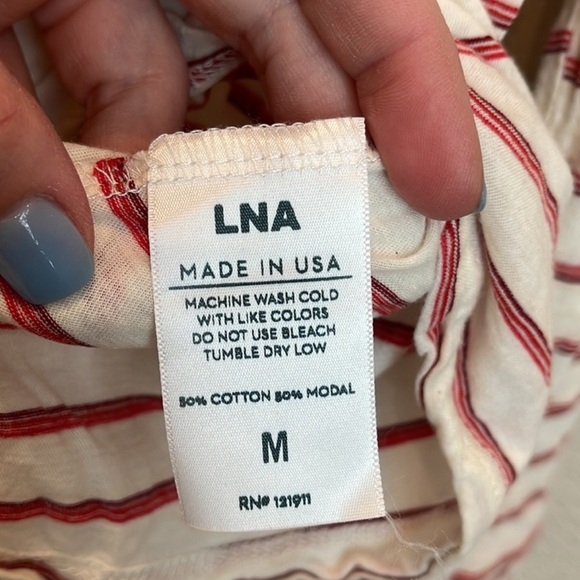 LNA
MADE IN USA
MACHINE WASH COLD
WITH LIKE COLORS
DO NOT USE BLEACH
TUMBLE DRY LOW
50% COTTON 50% MODAL
M
RN# 121911